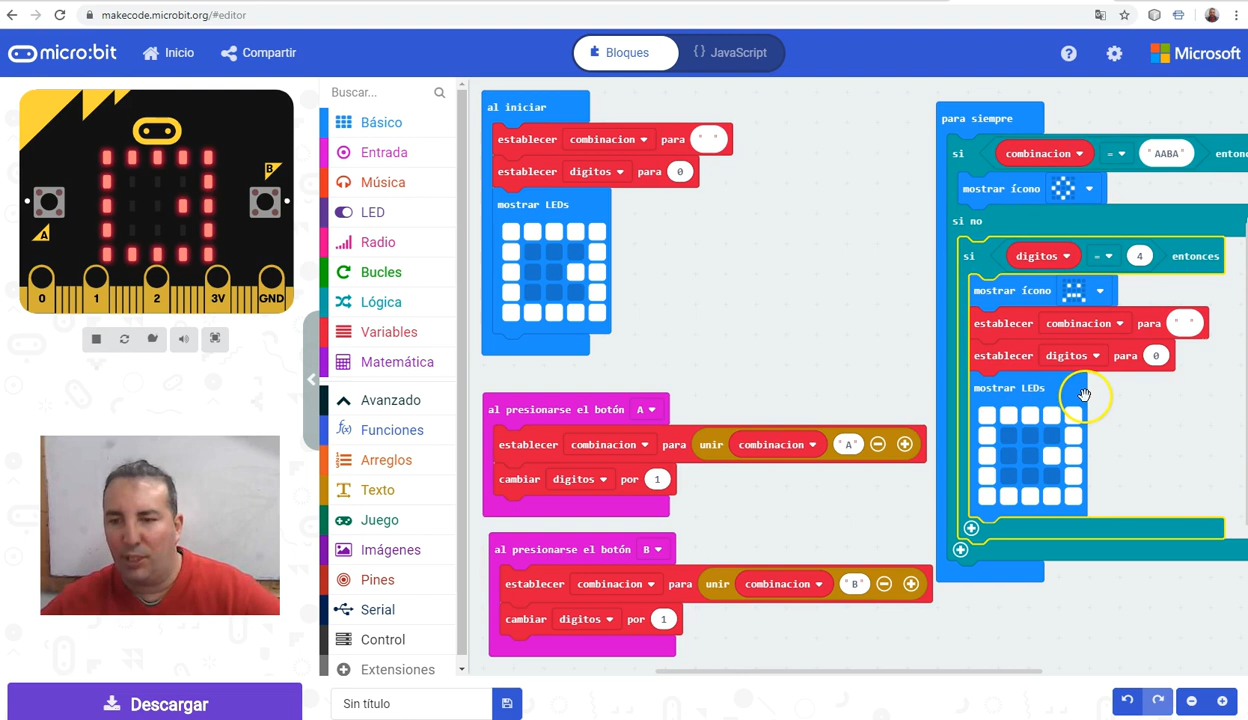 makecode.microbit.org/#editor
micro:bit
Inicio
Compartir
Bloques
{} JavaScript
Microsoft
A
B
0 1 2 3V GND
Descargar
Buscar...
Básico
Entrada
Música
LED
Radio
Bucles
Lógica
Variables
Matemática
Avanzado
Funciones
Arreglos
Texto
Juego
Imágenes
Pines
Serial
Control
Extensiones
Sin título
al iniciar
establecer combinacion para " "
establecer digitos para 0
mostrar LEDs
al presionarse el botón A
establecer combinacion para unir combinacion "A"
cambiar digitos por 1
al presionarse el botón B
establecer combinacion para unir combinacion "B"
cambiar digitos por 1
para siempre
si combinacion = "AABA" entonc
mostrar ícono
si no
si digitos = 4 entonces
mostrar ícono
establecer combinacion para " "
establecer digitos para 0
mostrar LEDs